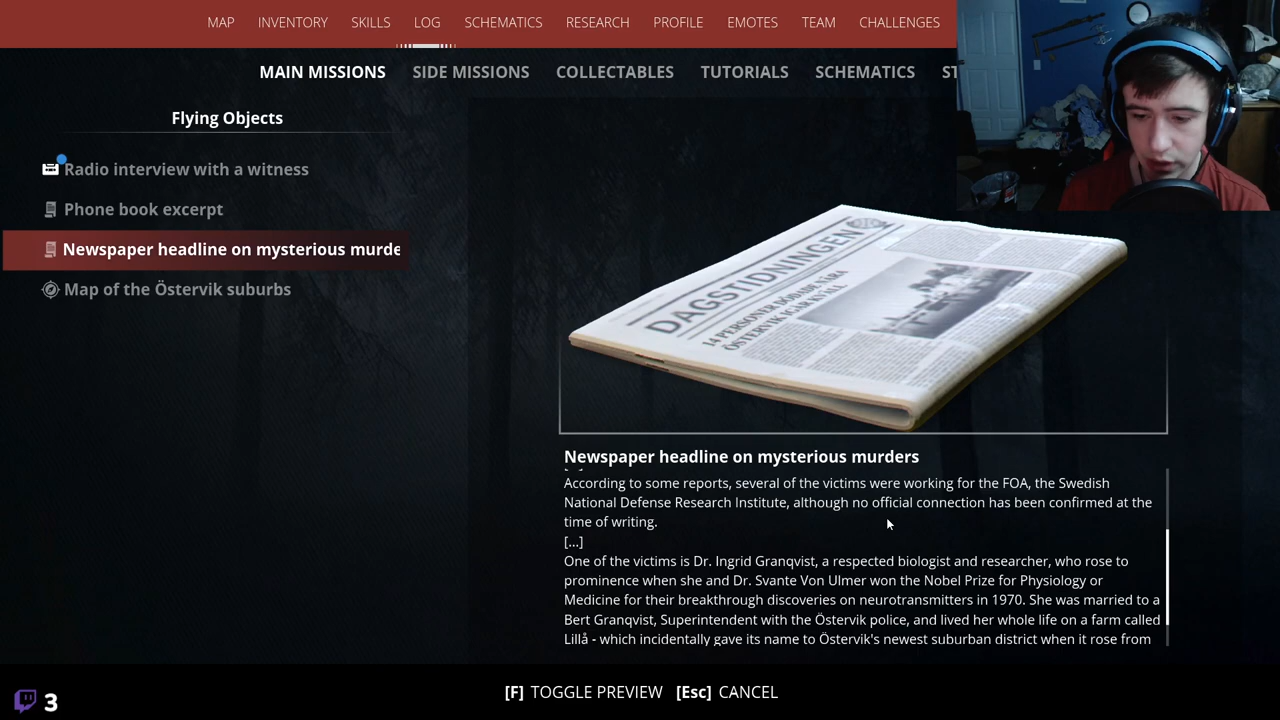 MAP INVENTORY SKILLS LOG SCHEMATICS RESEARCH PROFILE EMOTES TEAM CHALLENGES
MAIN MISSIONS SIDE MISSIONS COLLECTABLES TUTORIALS SCHEMATICS ST
Flying Objects
Radio interview with a witness
Phone book excerpt
Newspaper headline on mysterious murde
Map of the Östervik suburbs
DAGSTIDNINGEN
14 PERSONER DÖDADE NÄRA
ÖSTERVIK IGÅR KVÄLL
Newspaper headline on mysterious murders
According to some reports, several of the victims were working for the FOA, the Swedish
National Defense Research Institute, although no official connection has been confirmed at the
time of writing.
[...]
One of the victims is Dr. Ingrid Granqvist, a respected biologist and researcher, who rose to
prominence when she and Dr. Svante Von Ulmer won the Nobel Prize for Physiology or
Medicine for their breakthrough discoveries on neurotransmitters in 1970. She was married to a
Bert Granqvist, Superintendent with the Östervik police, and lived her whole life on a farm called
Lillå - which incidentally gave its name to Östervik's newest suburban district when it rose from
[F] TOGGLE PREVIEW [Esc] CANCEL
3